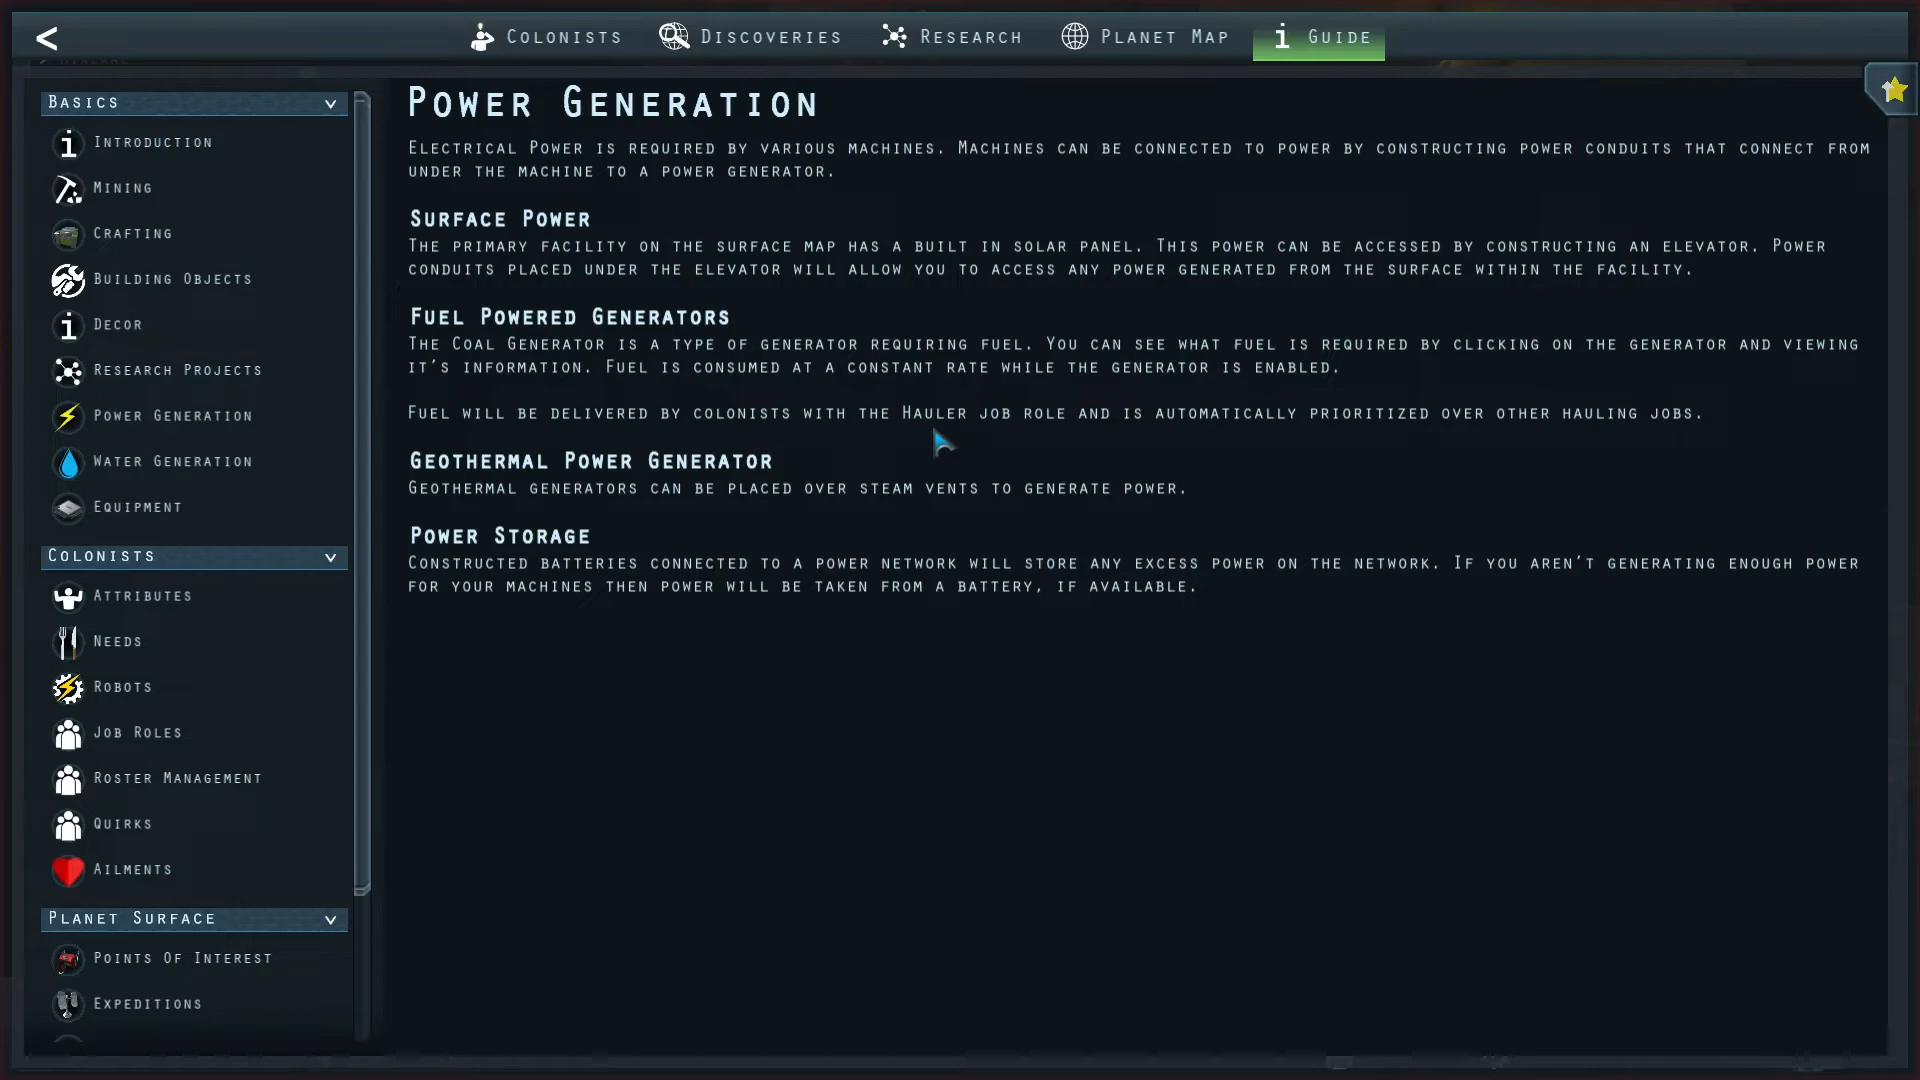 <
Colonists
Discoveries
Research
Planet Map
Guide
Basics
Introduction
Mining
Crafting
Building Objects
Decor
Research Projects
Power Generation
Water Generation
Equipment
Colonists
Attributes
Needs
Robots
Job Roles
Roster Management
Quirks
Ailments
Planet Surface
Points Of Interest
Expeditions
Power Generation
Electrical Power is required by various machines. Machines can be connected to power by constructing power conduits that connect from
under the machine to a power generator.
Surface Power
The primary facility on the surface map has a built in solar panel. This power can be accessed by constructing an elevator. Power
conduits placed under the elevator will allow you to access any power generated from the surface within the facility.
Fuel Powered Generators
The Coal Generator is a type of generator requiring fuel. You can see what fuel is required by clicking on the generator and viewing
it's information. Fuel is consumed at a constant rate while the generator is enabled.
Fuel will be delivered by colonists with the Hauler job role and is automatically prioritized over other hauling jobs.
Geothermal Power Generator
Geothermal generators can be placed over steam vents to generate power.
Power Storage
Constructed batteries connected to a power network will store any excess power on the network. If you aren't generating enough power
for your machines then power will be taken from a battery, if available.